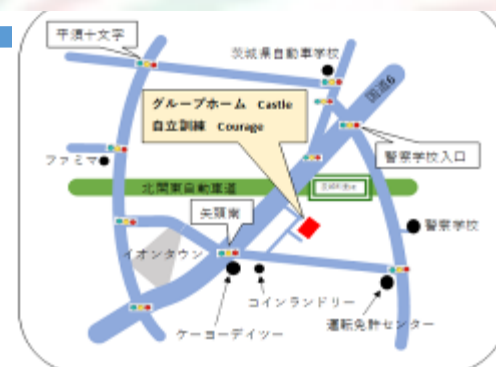 平須十文字
茨城県自動車学校
国道6
グループホーム Castle
自立訓練 Courage
警察学校入口
ファミマ
北関東自動車道
矢頭南
警察学校
イオンタウン
コインランドリー
運転免許センター
ケーヨーデイツー